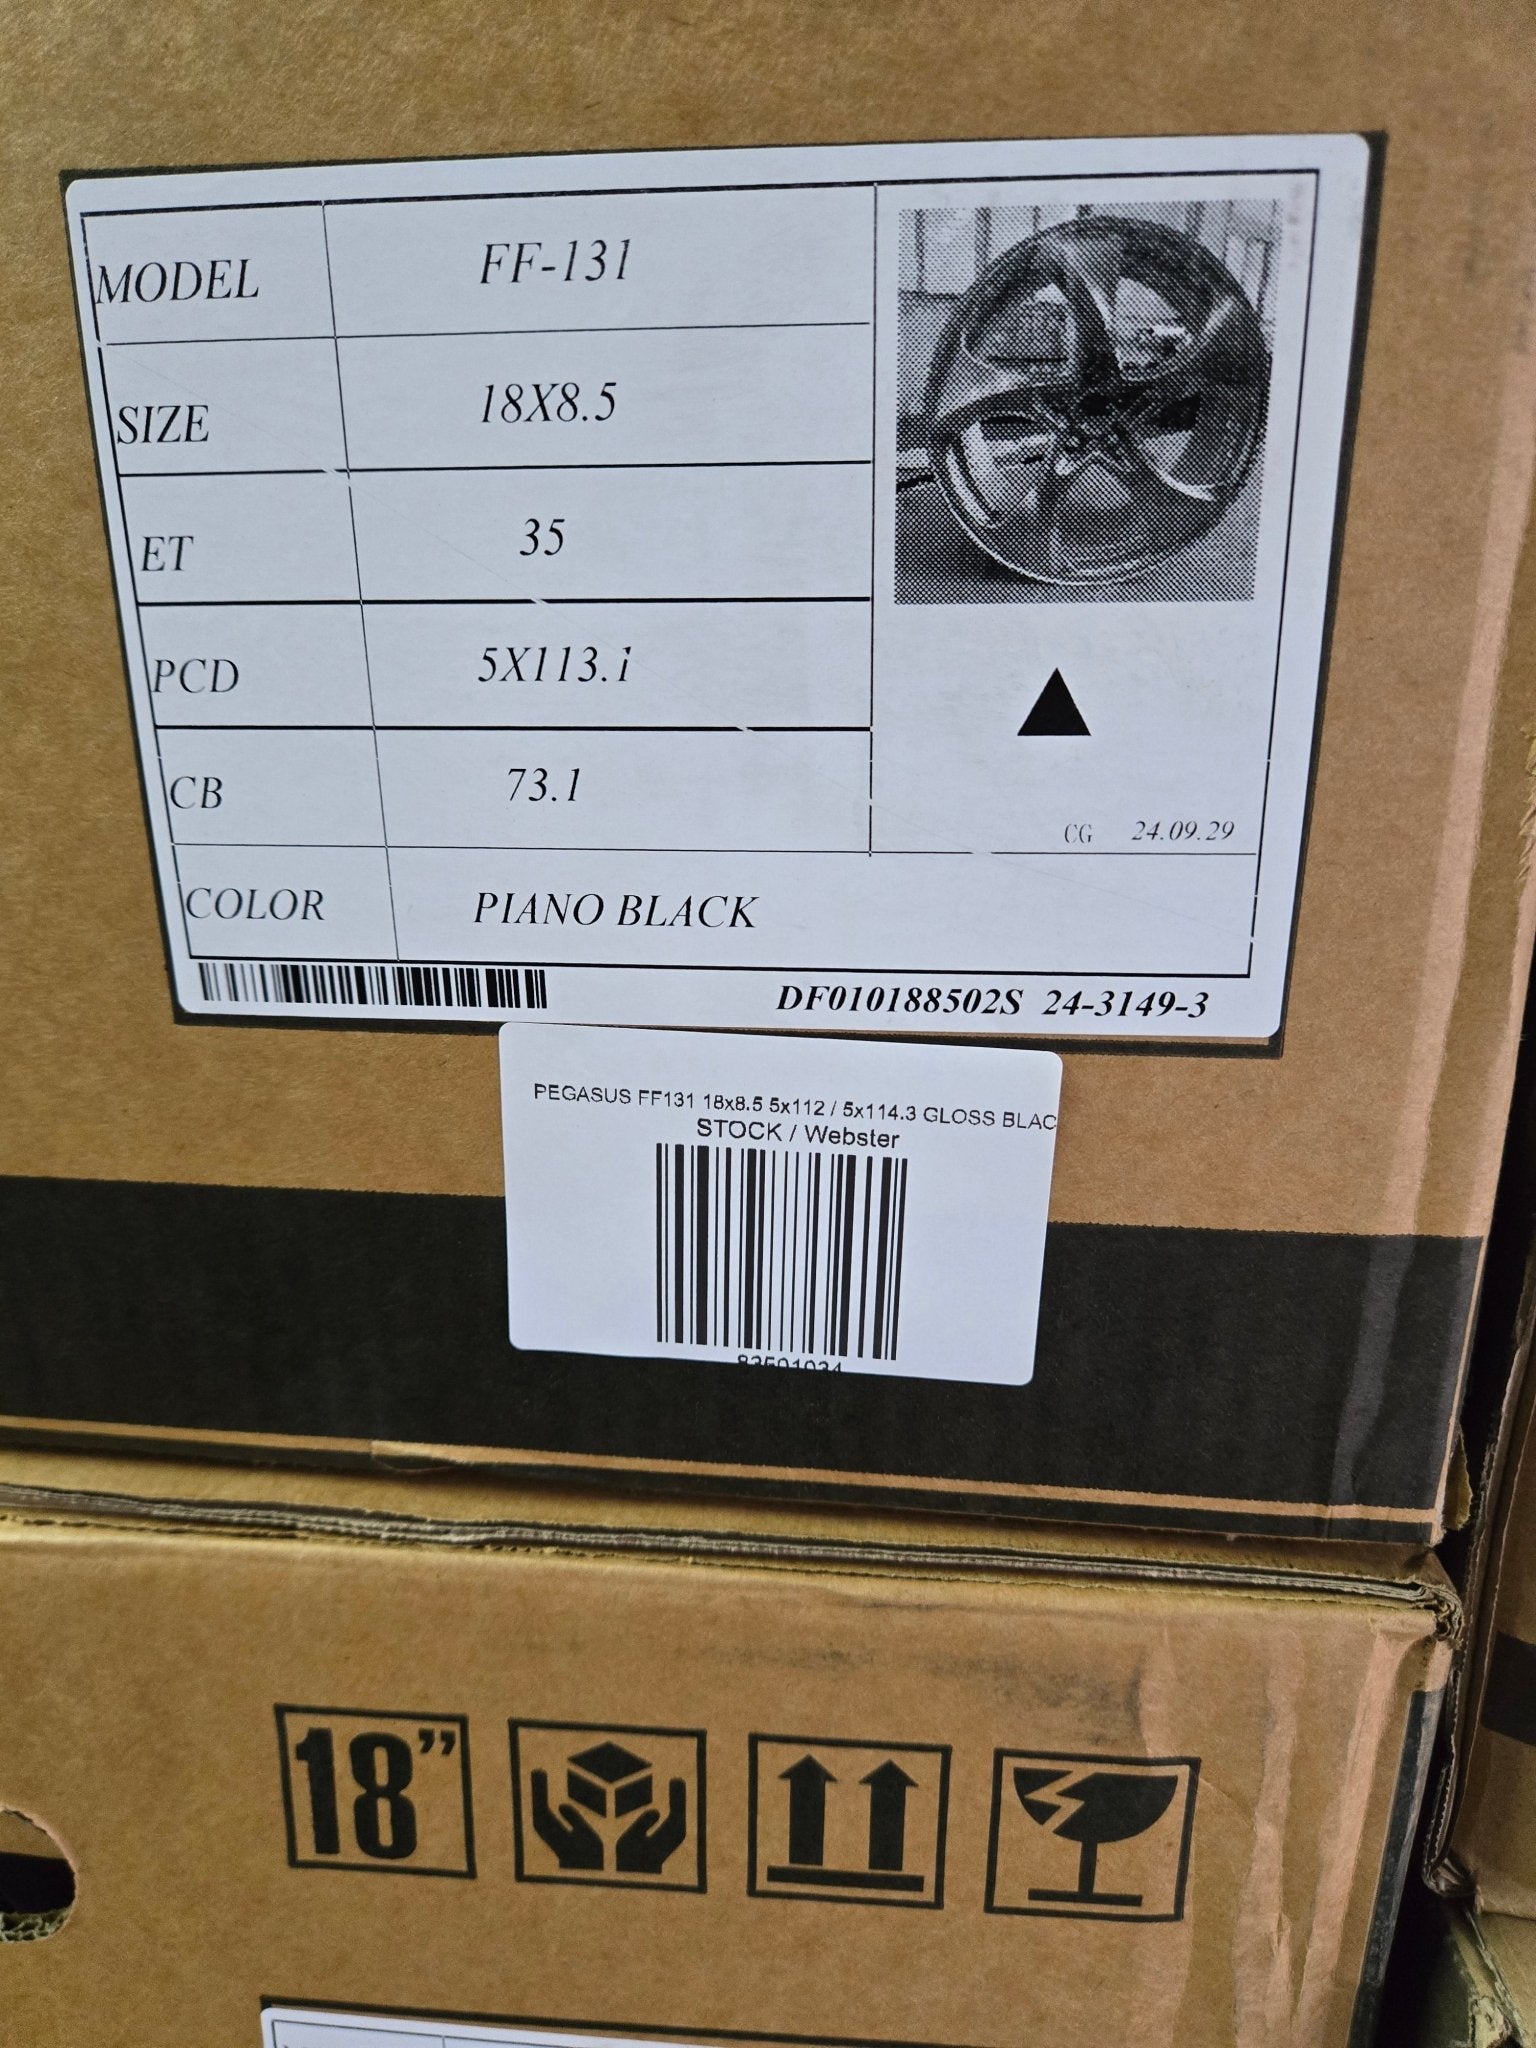 MODEL FF-131
SIZE 18X8.5
ET 35
PCD 5X113.1
CB 73.1
CG 24.09.29
COLOR PIANO BLACK
DF010188502S 24-3149-3
PEGASUS FF131 18x8.5 5x112 / 5x114.3 GLOSS BLAC
STOCK / Webster
83501034
18”